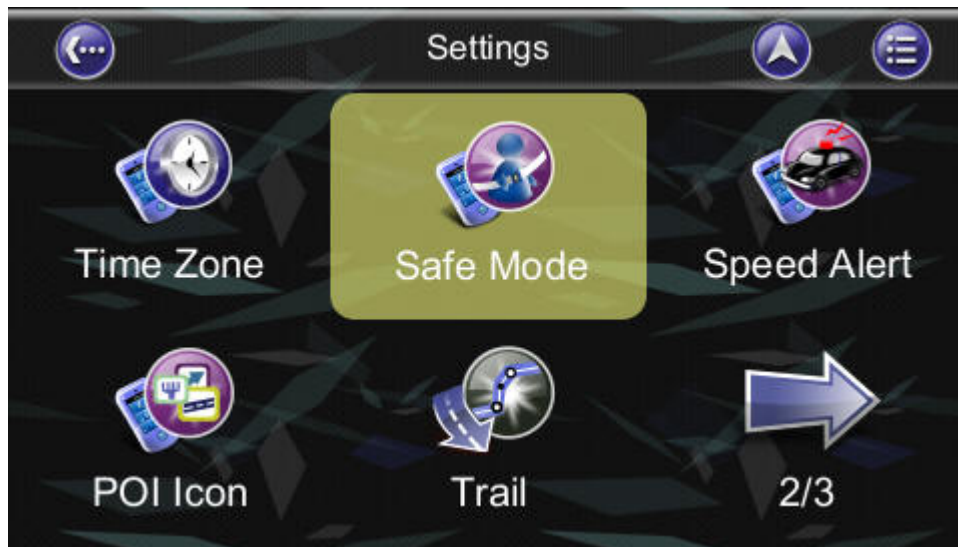 Settings
Time Zone
Safe Mode
Speed Alert
POI Icon
Trail
2/3